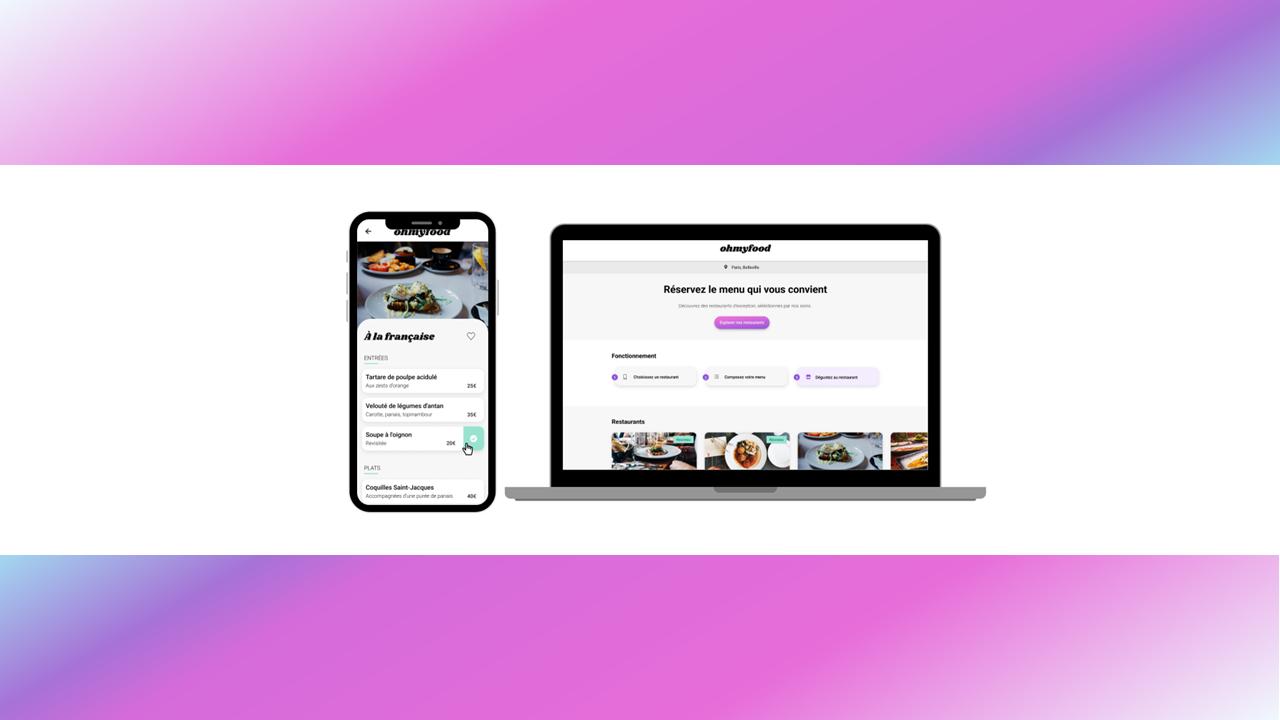 ohmyfood
À la française
ENTRÉES
Tartare de poulpe acidulé
Aux zests d'orange 25€
Velouté de légumes d'antan
Carotte, panais, topinambour 35€
Soupe à l'oignon
Revisitée 20€
PLATS
Coquilles Saint-Jacques
Accompagnées d'une purée de panais 40€
ohmyfood
Paris, Belleville
Réservez le menu qui vous convient
Découvrez des restaurants d'exception, sélectionnés par nos soins.
Explorer nos restaurants
Fonctionnement
1 Choisissez un restaurant
2 Composez votre menu
3 Dégustez au restaurant
Restaurants
Nouveau
Nouveau